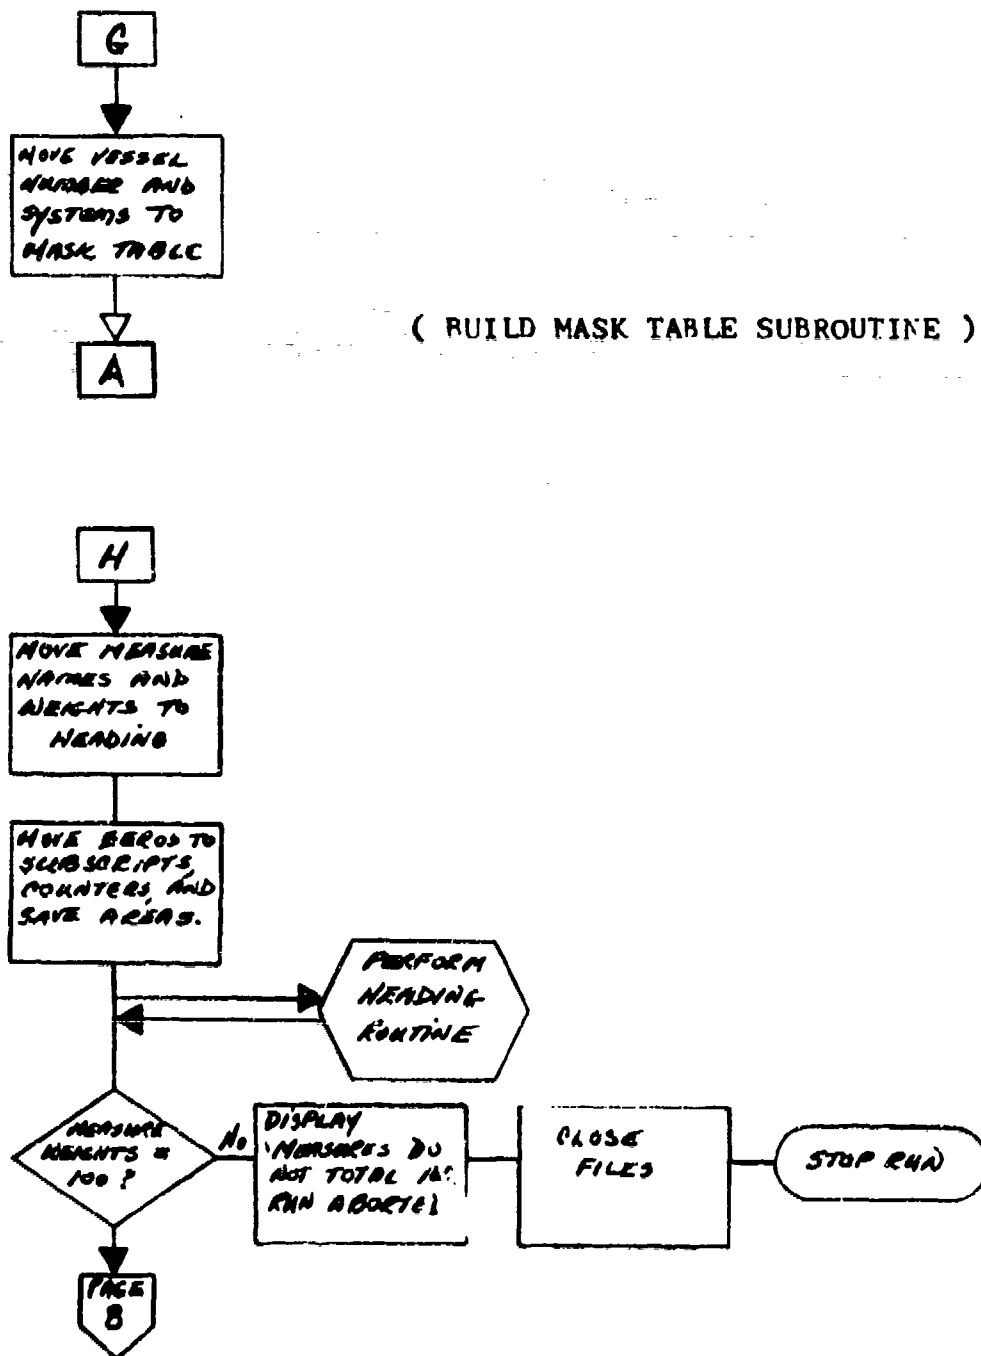 G
MOVE VESSEL
NUMBER AND
SYSTEMS TO
MASK TABLE
( BUILD MASK TABLE SUBROUTINE )
A
H
MOVE MEASURE
NAMES AND
WEIGHTS TO
HEADING
MOVE ZEROS TO
SUBSCRIPTS,
COUNTERS, AND
SAVE AREAS.
PERFORM
HEADING
ROUTINE
MEASURE
WEIGHTS =
100?
No
DISPLAY
'MEASURES DO
NOT TOTAL
RUN ABORTED
CLOSE
FILES
STOP RUN
PAGE
B